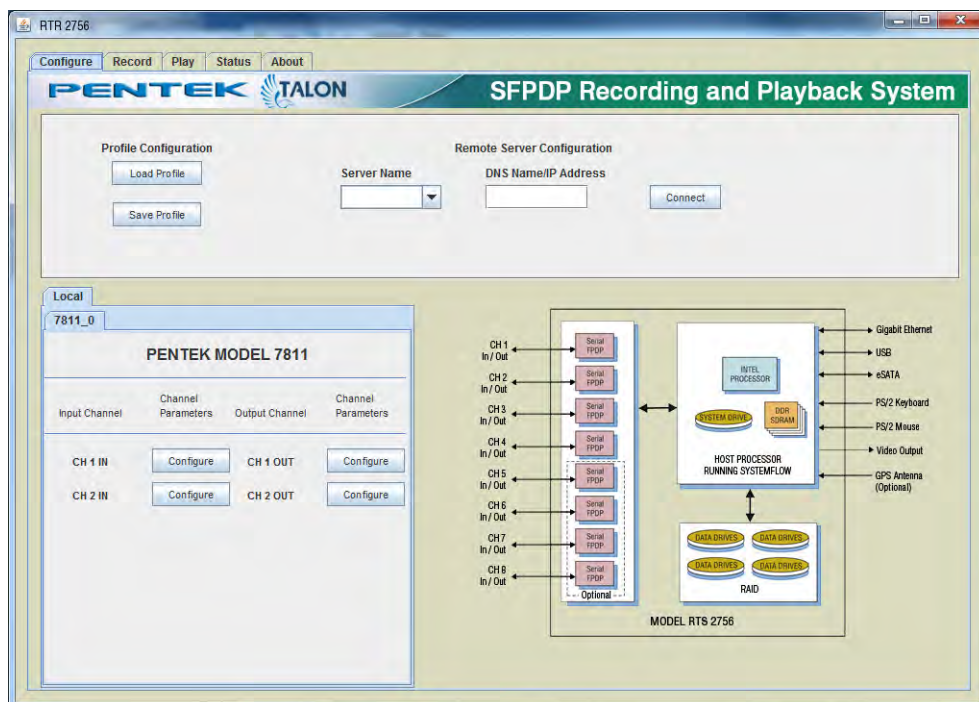 RTR 2756
Configure Record Play Status About
PENTEK TALON SFPDP Recording and Playback System
Profile Configuration
Load Profile
Save Profile
Remote Server Configuration
Server Name DNS Name/IP Address
Connect
Local
7811_0
PENTEK MODEL 7811
Input Channel Channel Parameters Output Channel Channel Parameters
CH 1 IN Configure CH 1 OUT Configure
CH 2 IN Configure CH 2 OUT Configure
CH 1
In / Out
Serial
FPDP
CH 2
In / Out
Serial
FPDP
CH 3
In / Out
Serial
FPDP
CH 4
In / Out
Serial
FPDP
CH 5
In / Out
Serial
FPDP
CH 6
In / Out
Serial
FPDP
CH 7
In / Out
Serial
FPDP
CH 8
In / Out
Serial
FPDP
Optional
INTEL
PROCESSOR
SYSTEM DRIVE
DDR
SDRAM
HOST PROCESSOR
RUNNING SYSTEMFLOW
Gigabit Ethernet
USB
eSATA
PS/2 Keyboard
PS/2 Mouse
Video Output
GPS Antenna
(Optional)
DATA DRIVES DATA DRIVES
DATA DRIVES DATA DRIVES
RAID
MODEL RTS 2756